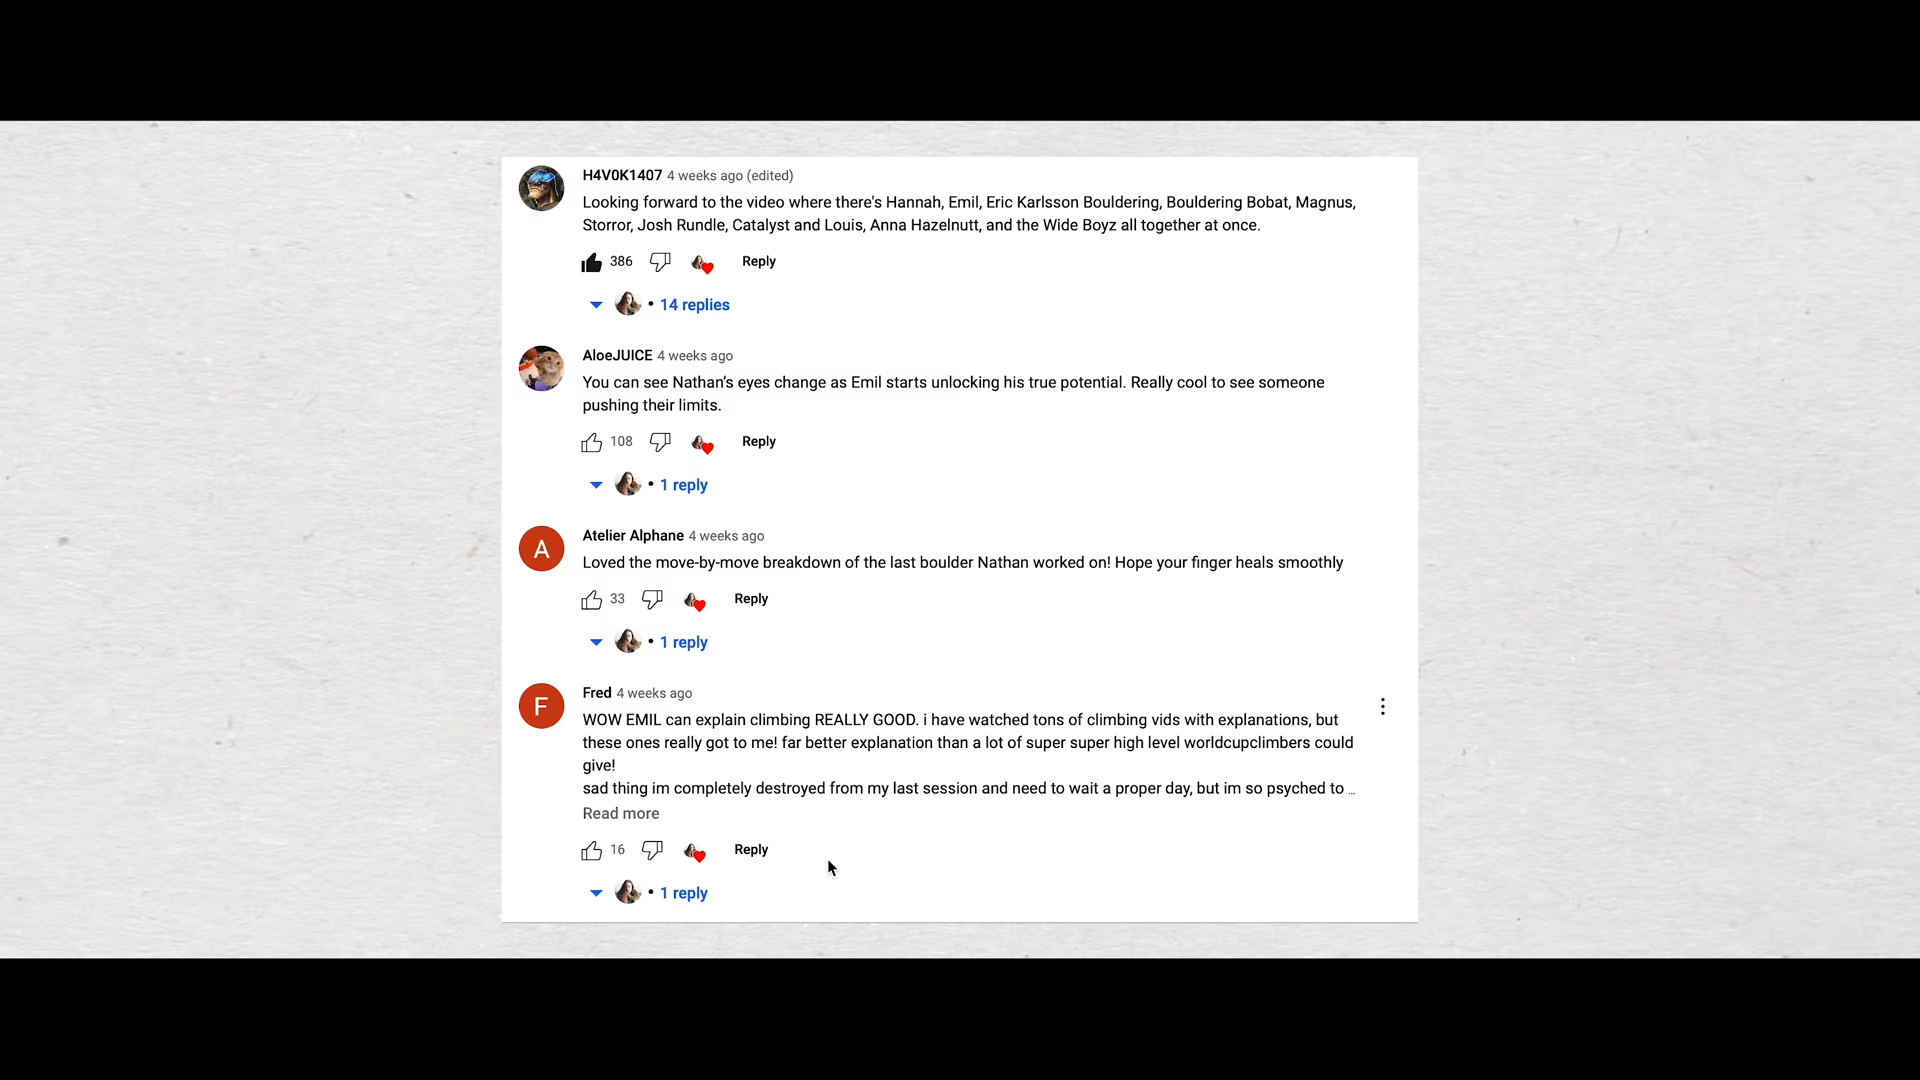 H4V0K1407 4 weeks ago (edited)
Looking forward to the video where there's Hannah, Emil, Eric Karlsson Bouldering, Bouldering Bobat, Magnus,
Storror, Josh Rundle, Catalyst and Louis, Anna Hazelnutt, and the Wide Boyz all together at once.
386 Reply
• 14 replies
AloeJUICE 4 weeks ago
You can see Nathan's eyes change as Emil starts unlocking his true potential. Really cool to see someone
pushing their limits.
108 Reply
• 1 reply
A
Atelier Alphane 4 weeks ago
Loved the move-by-move breakdown of the last boulder Nathan worked on! Hope your finger heals smoothly
33 Reply
• 1 reply
F
Fred 4 weeks ago
WOW EMIL can explain climbing REALLY GOOD. i have watched tons of climbing vids with explanations, but
these ones really got to me! far better explanation than a lot of super super high level worldcupclimbers could
give!
sad thing im completely destroyed from my last session and need to wait a proper day, but im so psyched to ...
Read more
16 Reply
• 1 reply